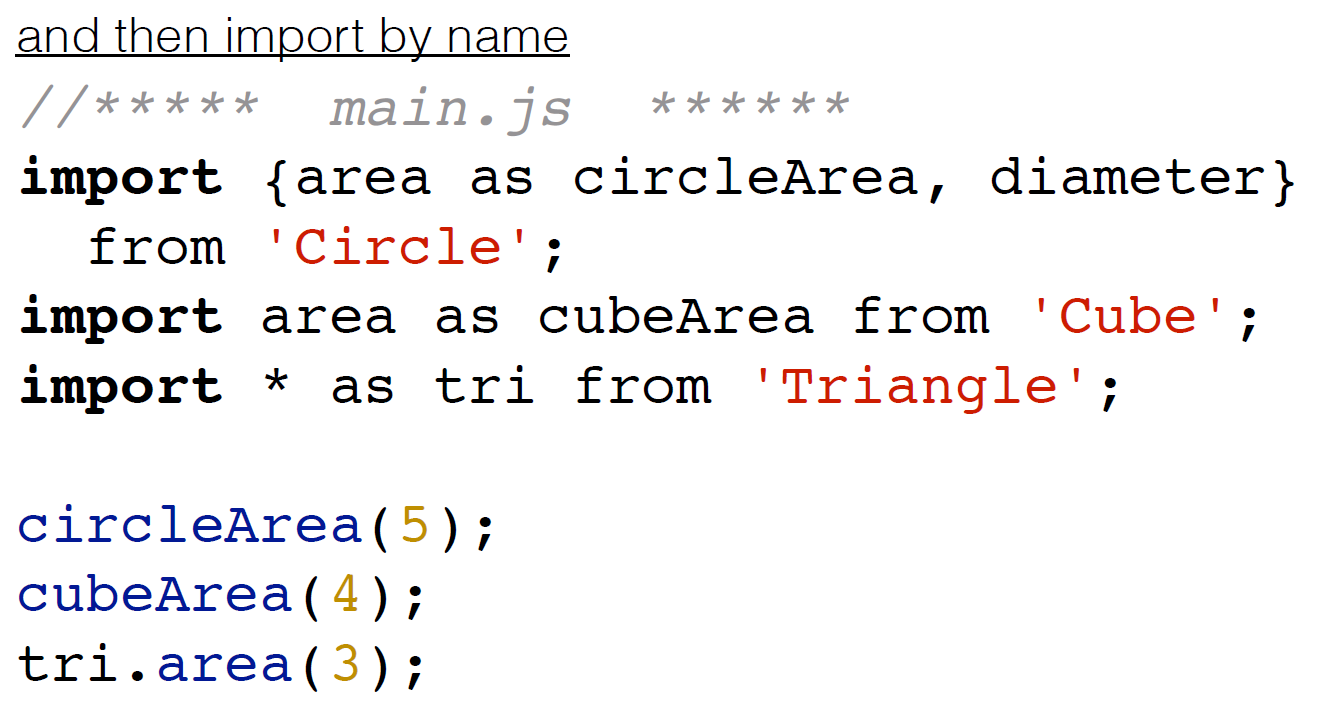 and then import by name
//***** main.js ******
import {area as circleArea, diameter}
from 'Circle';
import area as cubeArea from 'Cube';
import * as tri from 'Triangle';
circleArea(5);
cubeArea(4);
tri.area(3);